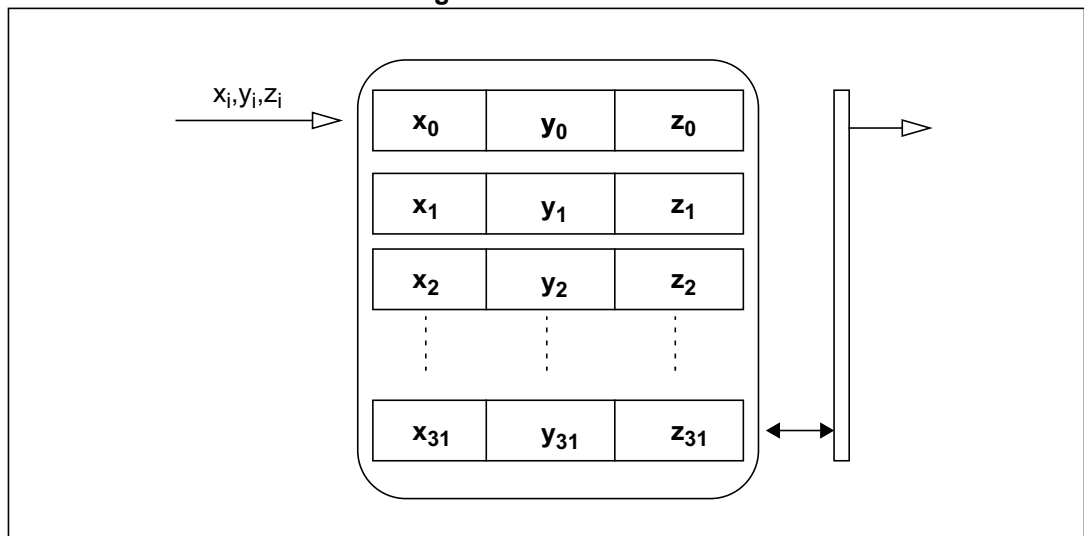 xᵢ,yᵢ,zᵢ
x₀ y₀ z₀
x₁ y₁ z₁
x₂ y₂ z₂
x₃₁ y₃₁ z₃₁